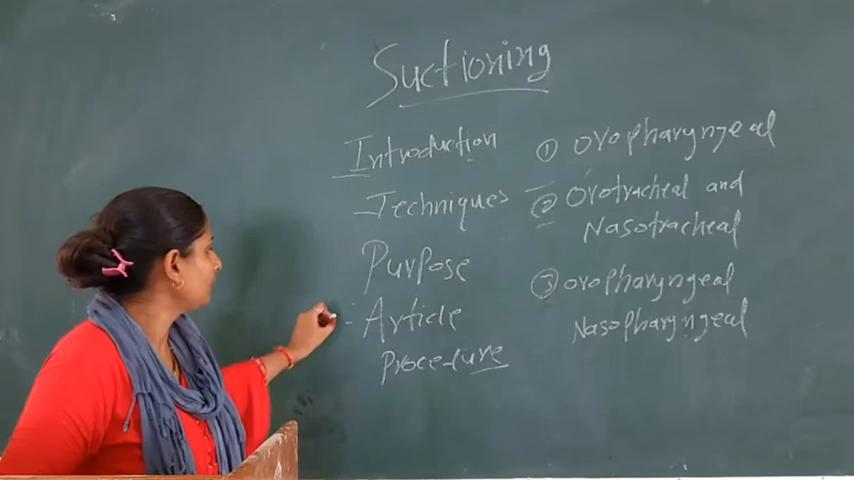 Suctioning
Introduction
Techniques
Purpose
Article
Procedure
① Oropharyngeal
② Orotracheal and
Nasotracheal
③ oropharyngeal
Nasopharyngeal